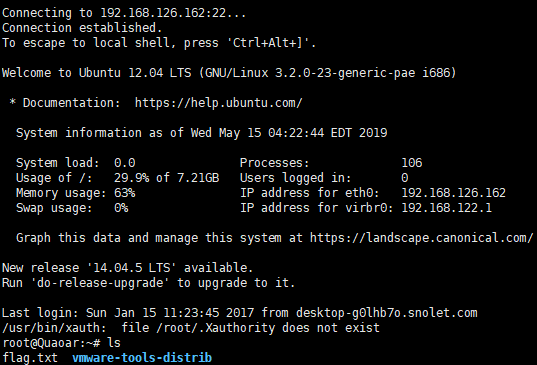 Connecting to 192.168.126.162:22...
Connection established.
To escape to local shell, press 'Ctrl+Alt+]'.
Welcome to Ubuntu 12.04 LTS (GNU/Linux 3.2.0-23-generic-pae i686)
* Documentation:  https://help.ubuntu.com/
System information as of Wed May 15 04:22:44 EDT 2019
System load:  0.0                Processes:              106
Usage of /:   29.9% of 7.21GB   Users logged in:        0
Memory usage: 63%                IP address for eth0:    192.168.126.162
Swap usage:   0%                 IP address for virbr0:  192.168.122.1
Graph this data and manage this system at https://landscape.canonical.com/
New release '14.04.5 LTS' available.
Run 'do-release-upgrade' to upgrade to it.
Last login: Sun Jan 15 11:23:45 2017 from desktop-g0lhb7o.snolet.com
/usr/bin/xauth:  file /root/.Xauthority does not exist
root@Quaoar:~# ls
flag.txt  vmware-tools-distrib